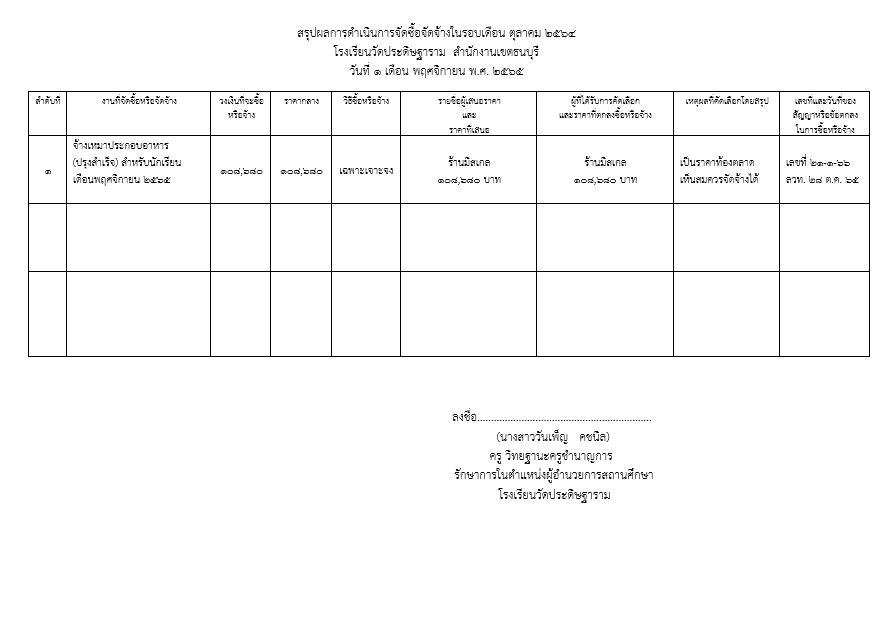 สรุปผลการดำเนินการจัดซื้อจัดจ้างในรอบเดือน ตุลาคม ๒๕๖๔
โรงเรียนวัดประดิษฐาราม สำนักงานเขตธนบุรี
วันที่ ๑ เดือน พฤศจิกายน พ.ศ. ๒๕๖๕
ลำดับที่
งานที่จัดซื้อหรือจัดจ้าง
วงเงินที่จะซื้อ
หรือจ้าง
ราคากลาง
วิธีซื้อหรือจ้าง
รายชื่อผู้เสนอราคา
และ
ราคาที่เสนอ
ผู้ที่ได้รับการคัดเลือก
และราคาที่ตกลงซื้อหรือจ้าง
เหตุผลที่คัดเลือกโดยสรุป
เลขที่และวันที่ของ
สัญญาหรือข้อตกลง
ในการซื้อหรือจ้าง
๑
จ้างเหมาประกอบอาหาร
(ปรุงสำเร็จ) สำหรับนักเรียน
เดือนพฤศจิกายน ๒๕๖๕
๑๐๘,๖๘๐
๑๐๘,๖๘๐
เฉพาะเจาะจง
ร้านมิสเกล
๑๐๘,๖๘๐ บาท
ร้านมิสเกล
๑๐๘,๖๘๐ บาท
เป็นราคาท้องตลาด
เห็นสมควรจัดจ้างได้
เลขที่ ๒๑-๑-๖๖
ลวท. ๒๘ ต.ค. ๖๕
ลงชื่อ...............................................................
(นางสาววันเพ็ญ คชนิล)
ครู วิทยฐานะครูชำนาญการ
รักษาการในตำแหน่งผู้อำนวยการสถานศึกษา
โรงเรียนวัดประดิษฐาราม